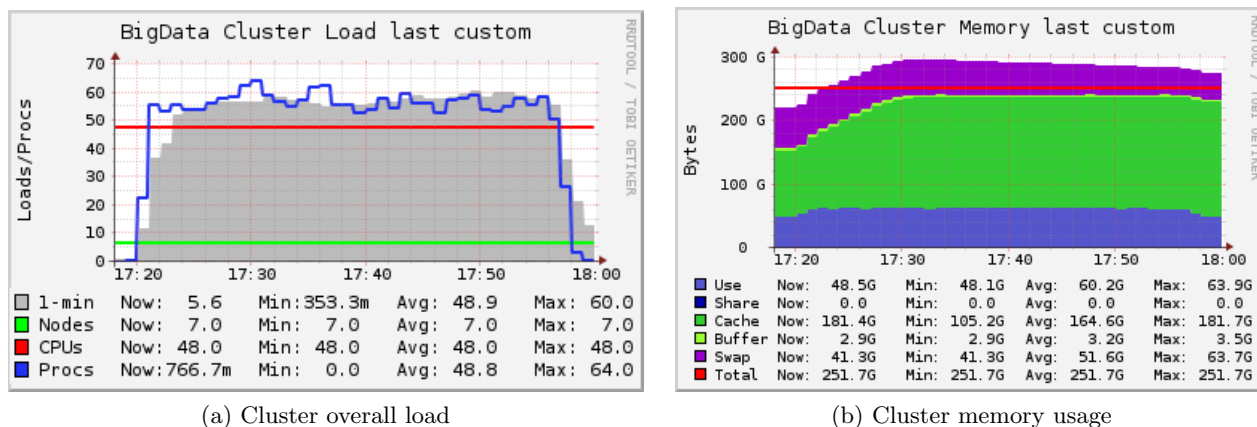 BigData Cluster Load last custom
RRDTOOL / TOBI OETIKER
Loads/Procs
70
60
50
40
30
20
10
0
17:20 17:30 17:40 17:50 18:00
1-min Now: 5.6 Min:353.3m Avg: 48.9 Max: 60.0
Nodes Now: 7.0 Min: 7.0 Avg: 7.0 Max: 7.0
CPUs Now: 48.0 Min: 48.0 Avg: 48.0 Max: 48.0
Procs Now:766.7m Min: 0.0 Avg: 48.8 Max: 64.0
(a) Cluster overall load
BigData Cluster Memory last custom
RRDTOOL / TOBI OETIKER
Bytes
300 G
200 G
100 G
0
17:20 17:30 17:40 17:50 18:00
Use Now: 48.5G Min: 48.1G Avg: 60.2G Max: 63.9G
Share Now: 0.0 Min: 0.0 Avg: 0.0 Max: 0.0
Cache Now: 181.4G Min: 105.2G Avg: 164.6G Max: 181.7G
Buffer Now: 2.9G Min: 2.9G Avg: 3.2G Max: 3.5G
Swap Now: 41.3G Min: 41.3G Avg: 51.6G Max: 63.7G
Total Now: 251.7G Min: 251.7G Avg: 251.7G Max: 251.7G
(b) Cluster memory usage